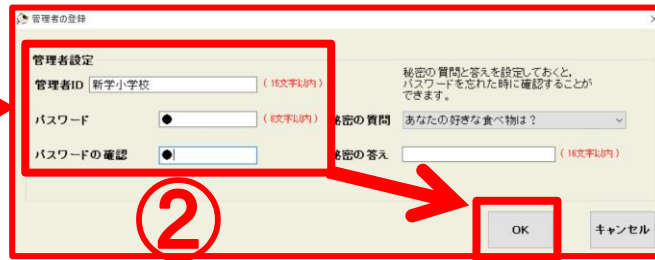 管理者の登録
管理者設定
管理者ID 新学小学校 (16文字以内)
パスワード ● (8文字以内)
パスワードの確認 ●
秘密の質問と答えを設定しておくと,
パスワードを忘れた時に確認することが
できます。
秘密の質問 あなたの好きな食べ物は?
秘密の答え (16文字以内)
②
OK キャンセル